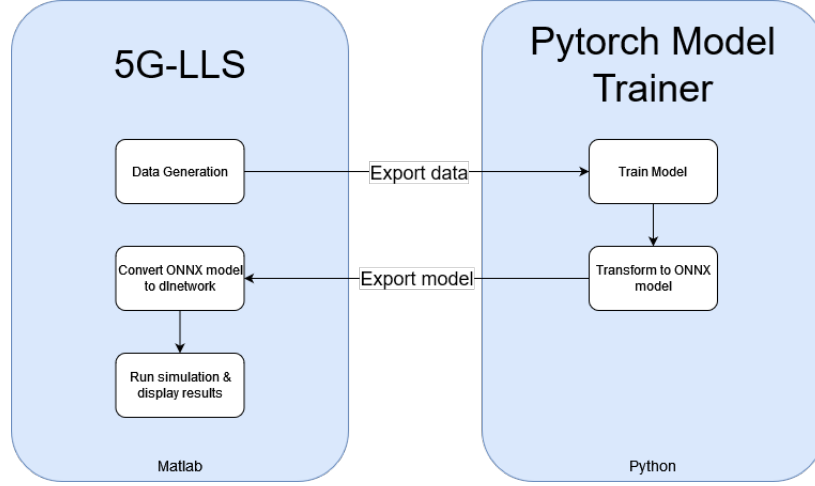 5G-LLS
Pytorch Model
Trainer
Data Generation
Export data
Train Model
Convert ONNX model
to dlnetwork
Export model
Transform to ONNX
model
Run simulation &
display results
Matlab
Python